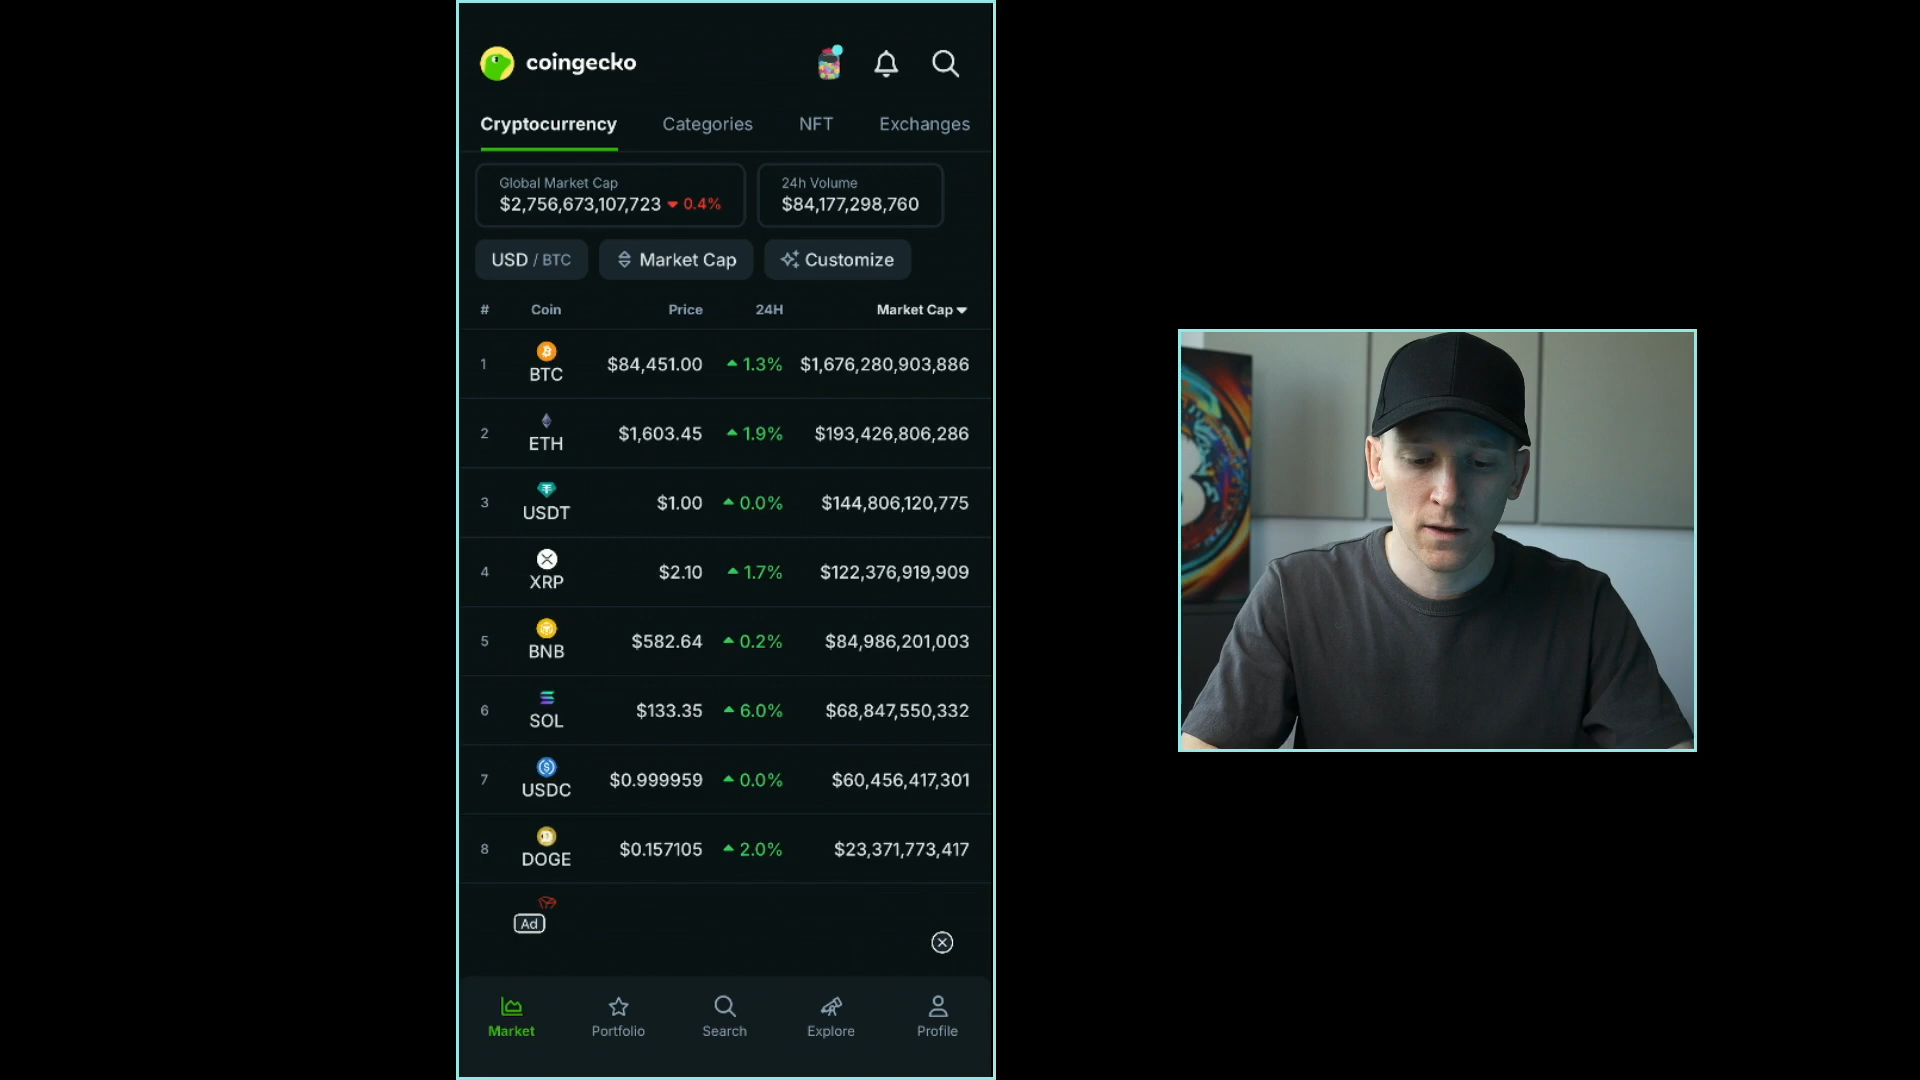 coingecko
Cryptocurrency Categories NFT Exchanges
Global Market Cap
$2,756,673,107,723 0.4%
24h Volume
$84,177,298,760
USD / BTC Market Cap Customize
# Coin Price 24H Market Cap
1 BTC $84,451.00 1.3% $1,676,280,903,886
2 ETH $1,603.45 1.9% $193,426,806,286
3 USDT $1.00 0.0% $144,806,120,775
4 XRP $2.10 1.7% $122,376,919,909
5 BNB $582.64 0.2% $84,986,201,003
6 SOL $133.35 6.0% $68,847,550,332
7 USDC $0.999959 0.0% $60,456,417,301
8 DOGE $0.157105 2.0% $23,371,773,417
Ad
Market Portfolio Search Explore Profile